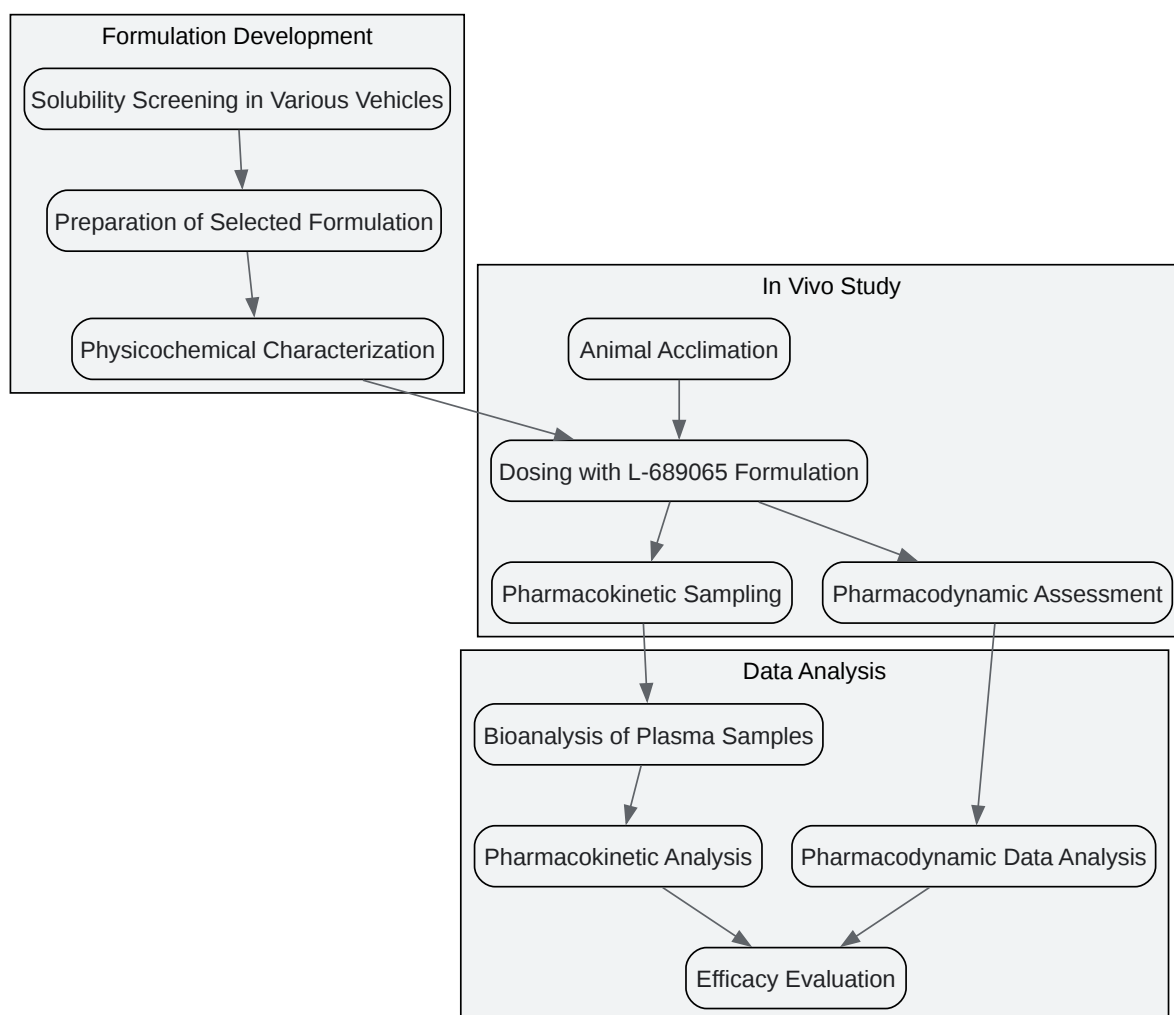 Formulation Development
Solubility Screening in Various Vehicles
Preparation of Selected Formulation
Physicochemical Characterization
In Vivo Study
Animal Acclimation
Dosing with L-689065 Formulation
Pharmacokinetic Sampling
Pharmacodynamic Assessment
Data Analysis
Bioanalysis of Plasma Samples
Pharmacokinetic Analysis
Pharmacodynamic Data Analysis
Efficacy Evaluation